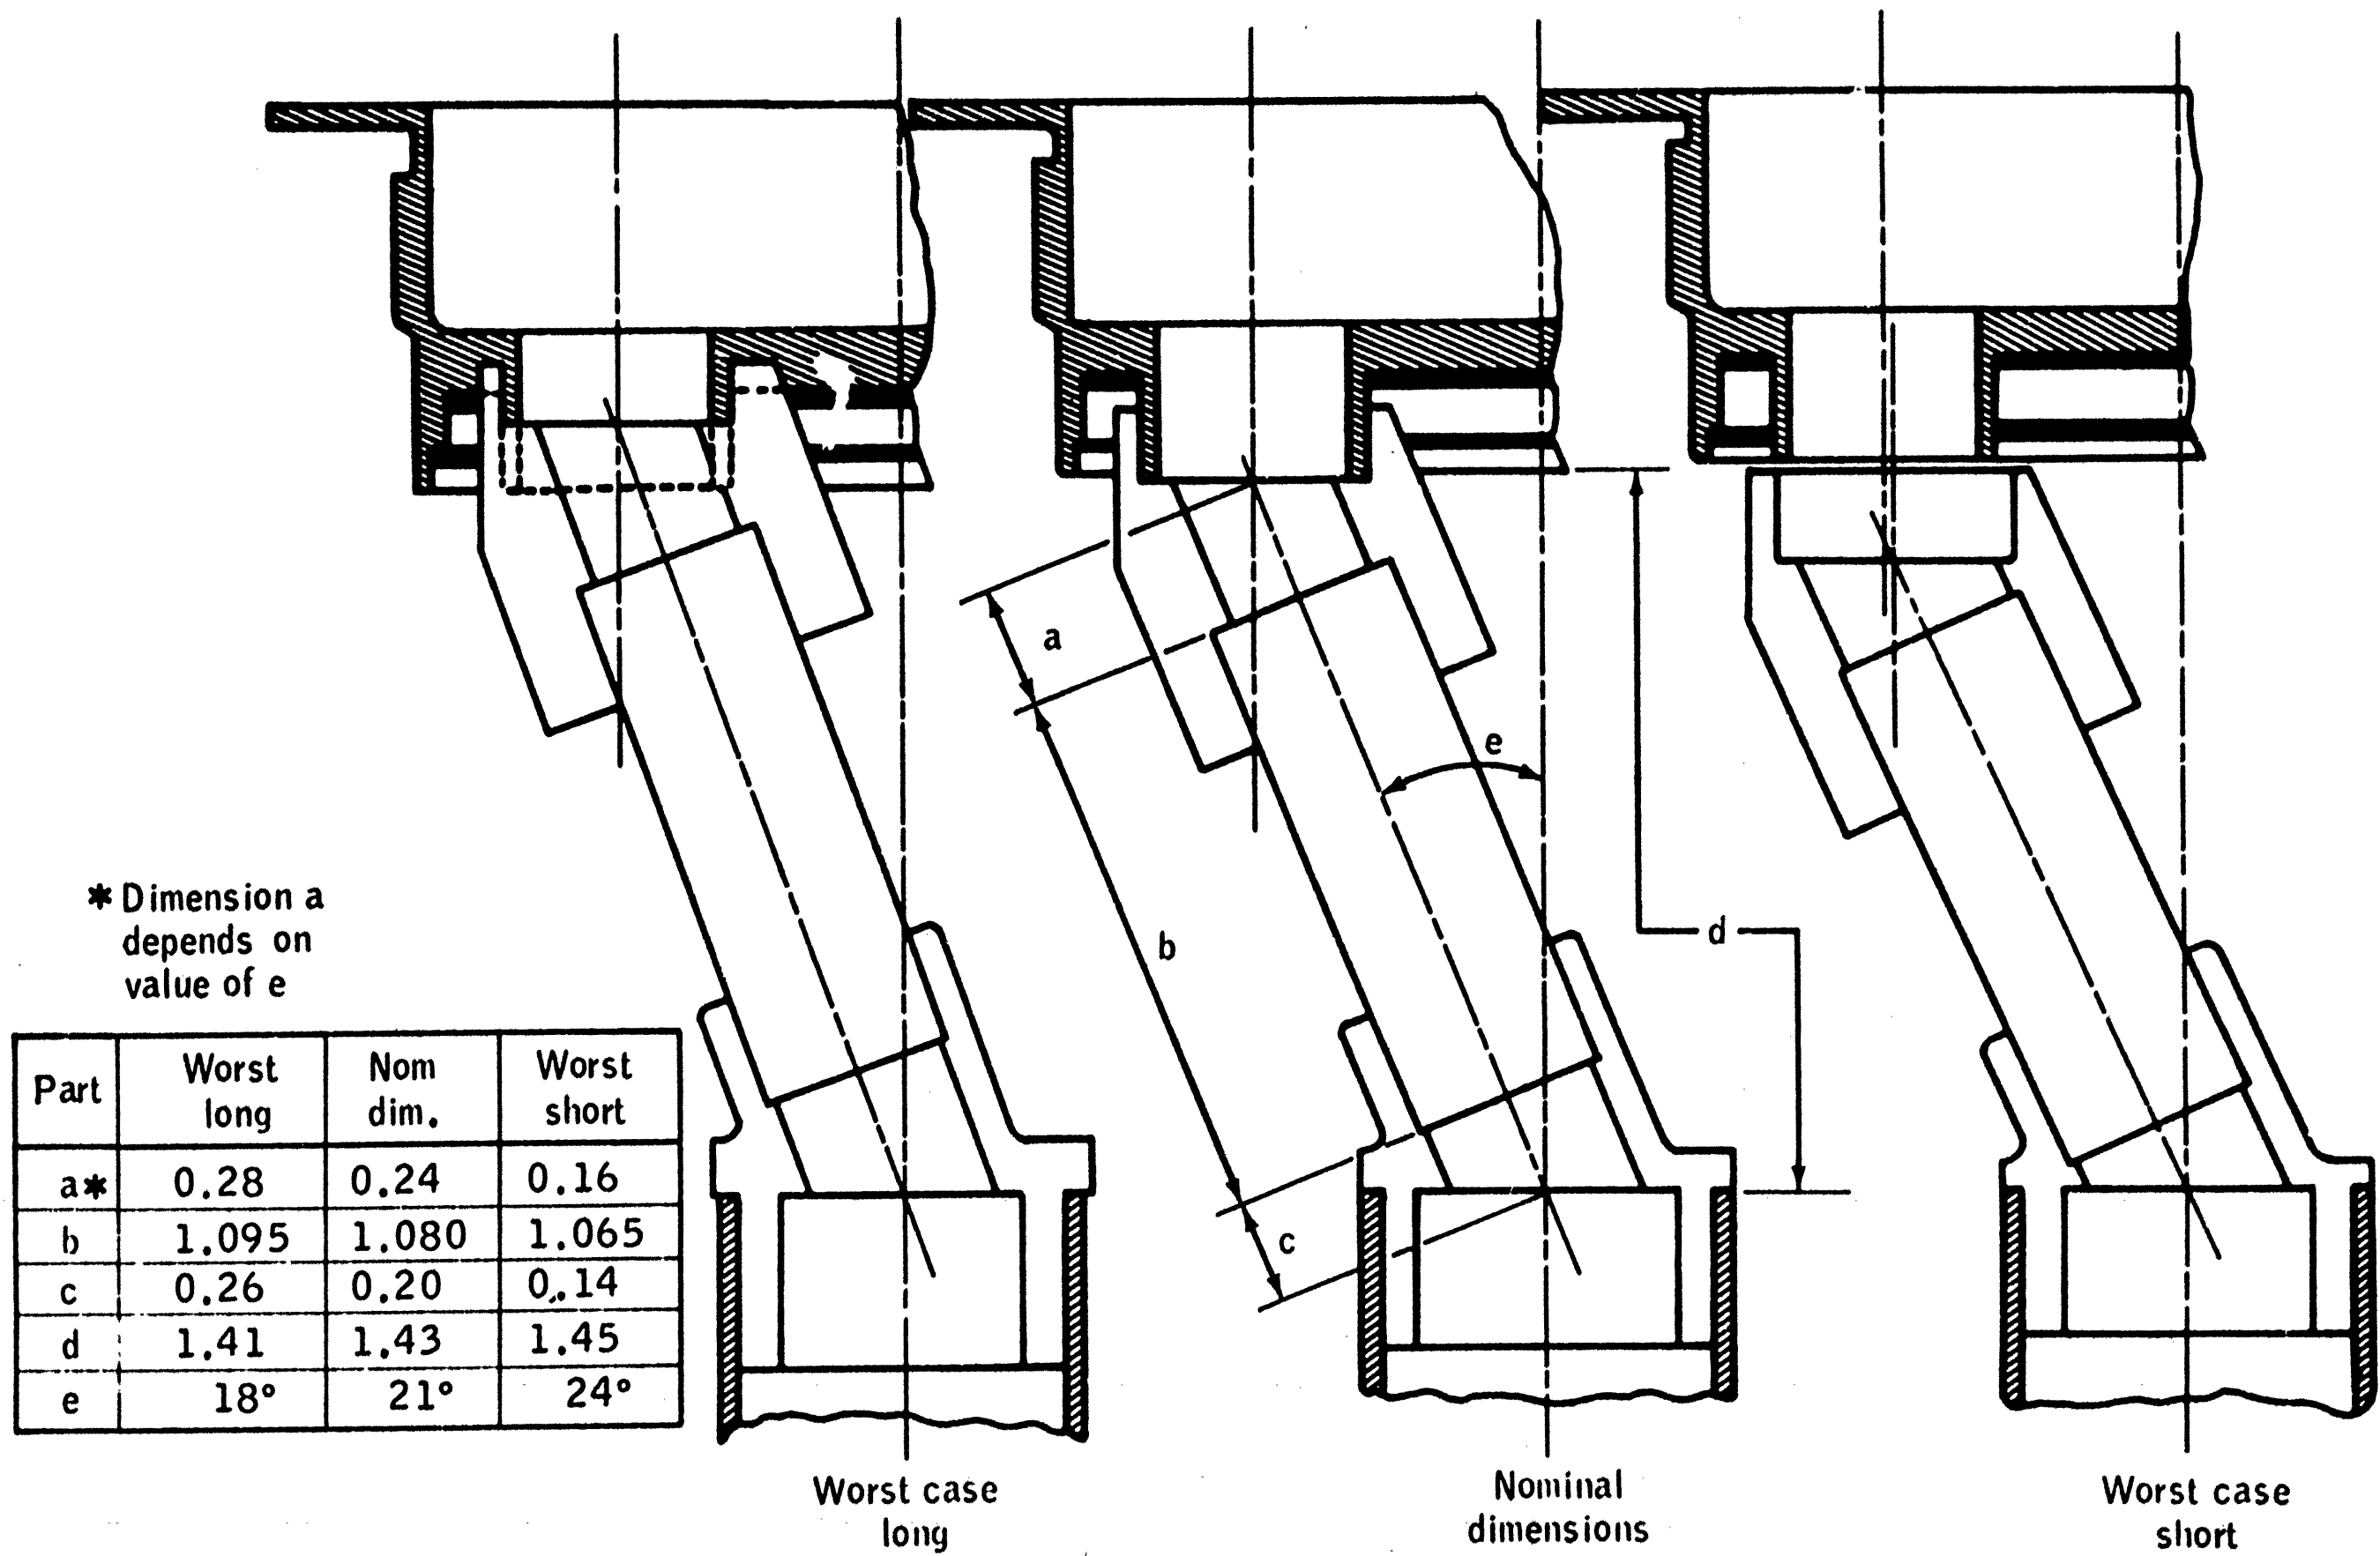 a
e
b
d
c
* Dimension a
depends on
value of e
Part Worst long Nom dim. Worst short
a* 0.28 0.24 0.16
b 1.095 1.080 1.065
c 0.26 0.20 0.14
d 1.41 1.43 1.45
e 18° 21° 24°
Worst case
long
Nominal
dimensions
Worst case
short